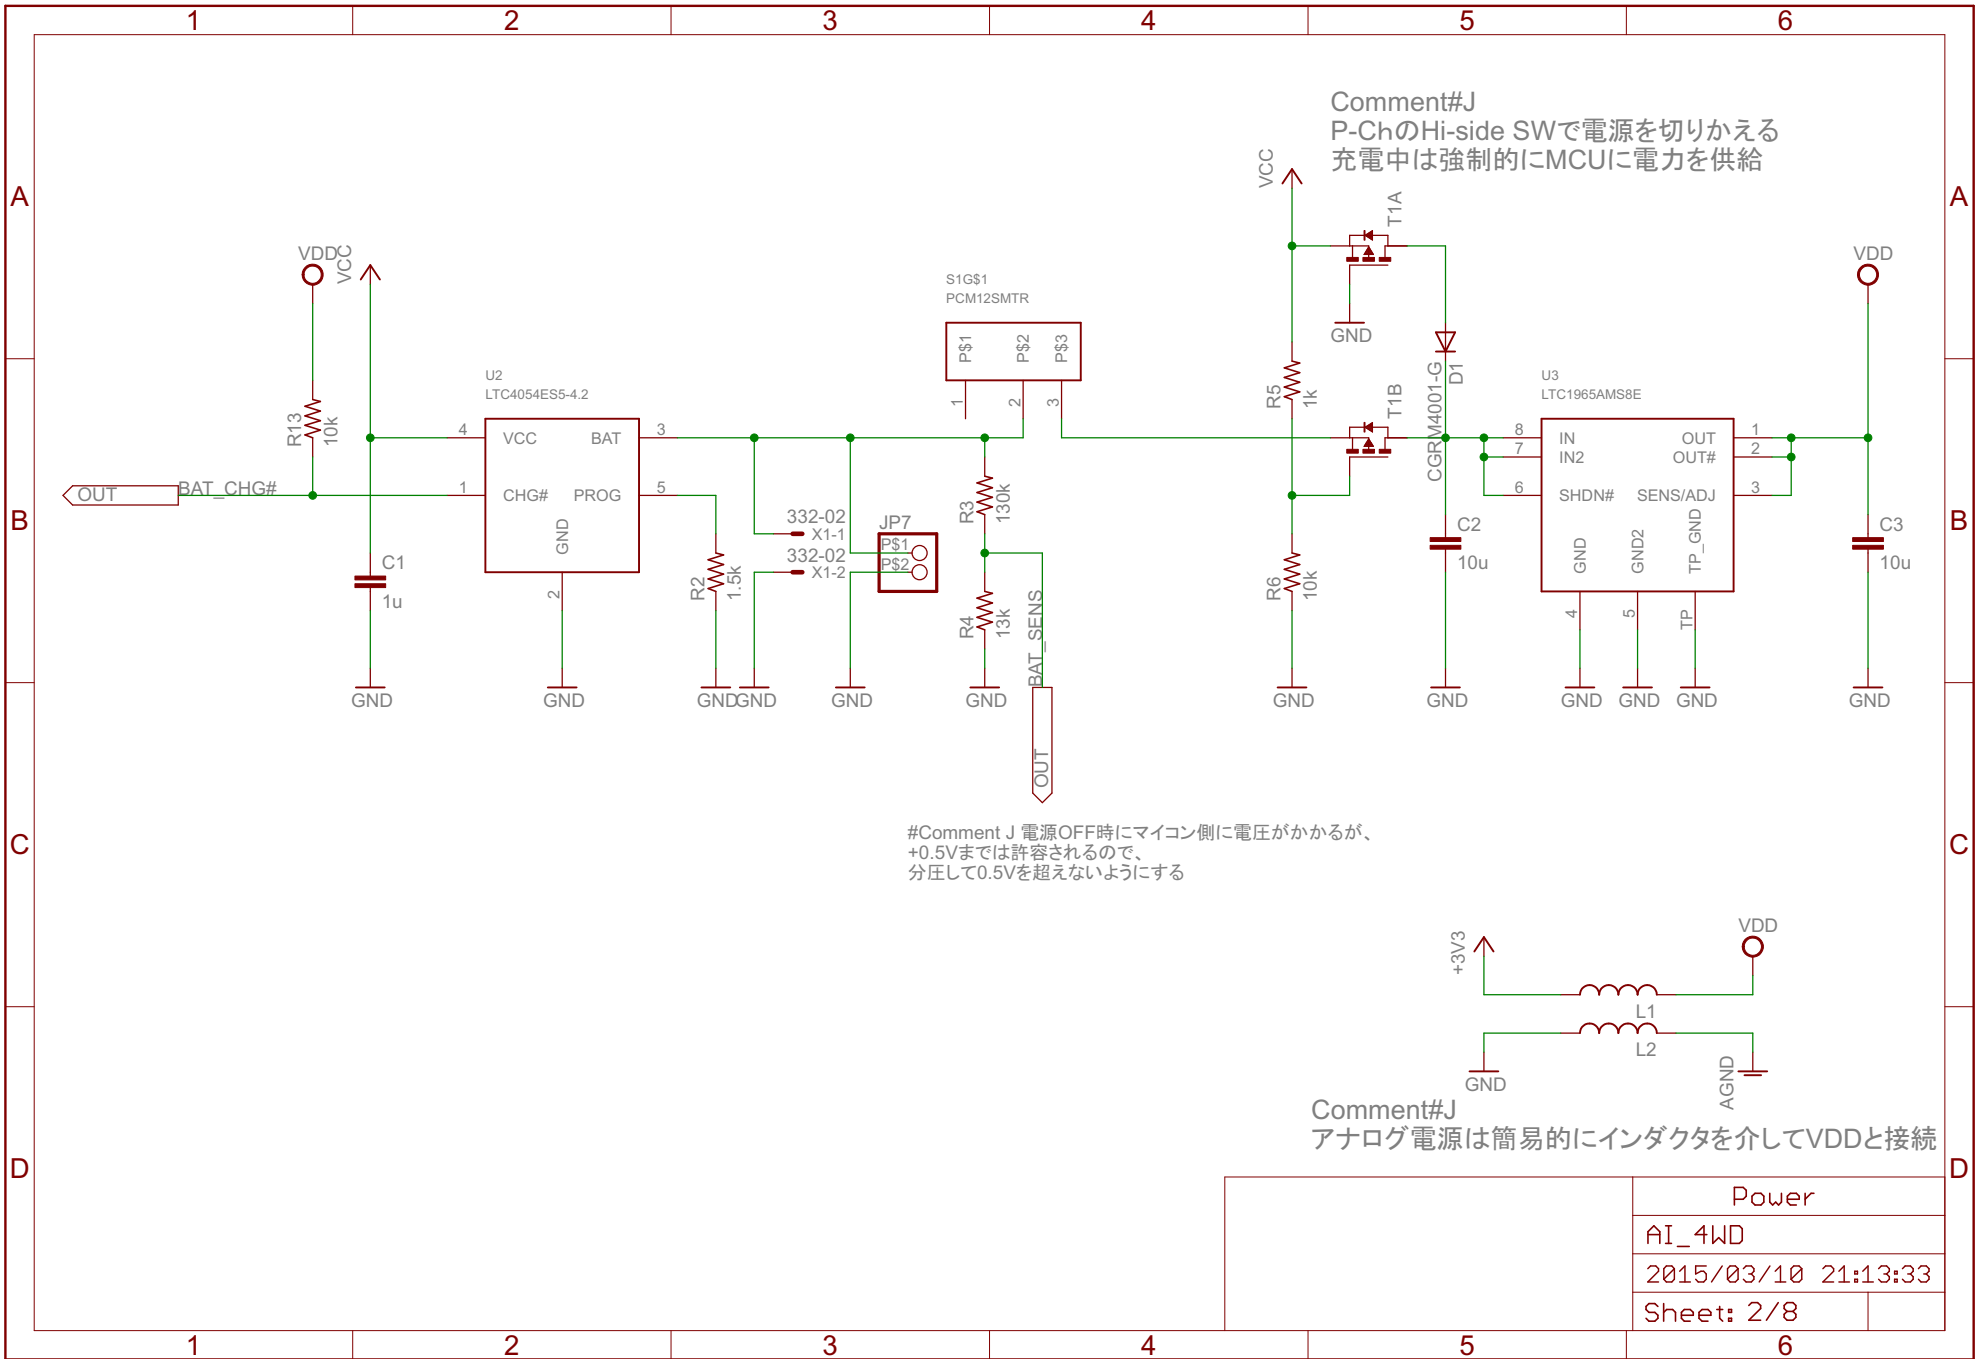 1 2 3 4 5 6
A
B
C
D
Comment#J
P-ChのHi-side SWで電源を切りかえる
充電中は強制的にMCUに電力を供給
VDD
VCC
R13
10k
OUT
BAT_CHG#
C1
1u
GND
U2
LTC4054ES5-4.2
4 VCC BAT 3
1 CHG# PROG 5
GND
2
GND
R2
1.5k
GND
GND
332-02
X1-1
332-02
X1-2
JP7
P$1
P$2
GND
S1G$1
PCM12SMTR
P$1 P$2 P$3
1 2 3
R3
130k
R4
13k
GND
BAT_SENS
OUT
#Comment J 電源OFF時にマイコン側に電圧がかかるが、
+0.5Vまでは許容されるので、
分圧して0.5Vを超えないようにする
VCC
T1A
GND
R5
1k
T1B
R6
10k
GND
D1
CGRM4001-G
C2
10u
GND
U3
LTC1965AMS8E
8 IN OUT 1
7 IN2 OUT# 2
6 SHDN# SENS/ADJ 3
GND GND2 TP_GND
4 5 TP
GND GND GND
VDD
C3
10u
GND
+3V3
VDD
L1
L2
GND
AGND
Comment#J
アナログ電源は簡易的にインダクタを介してVDDと接続
A
B
C
D
Power
AI_4WD
2015/03/10 21:13:33
Sheet: 2/8
1 2 3 4 5 6